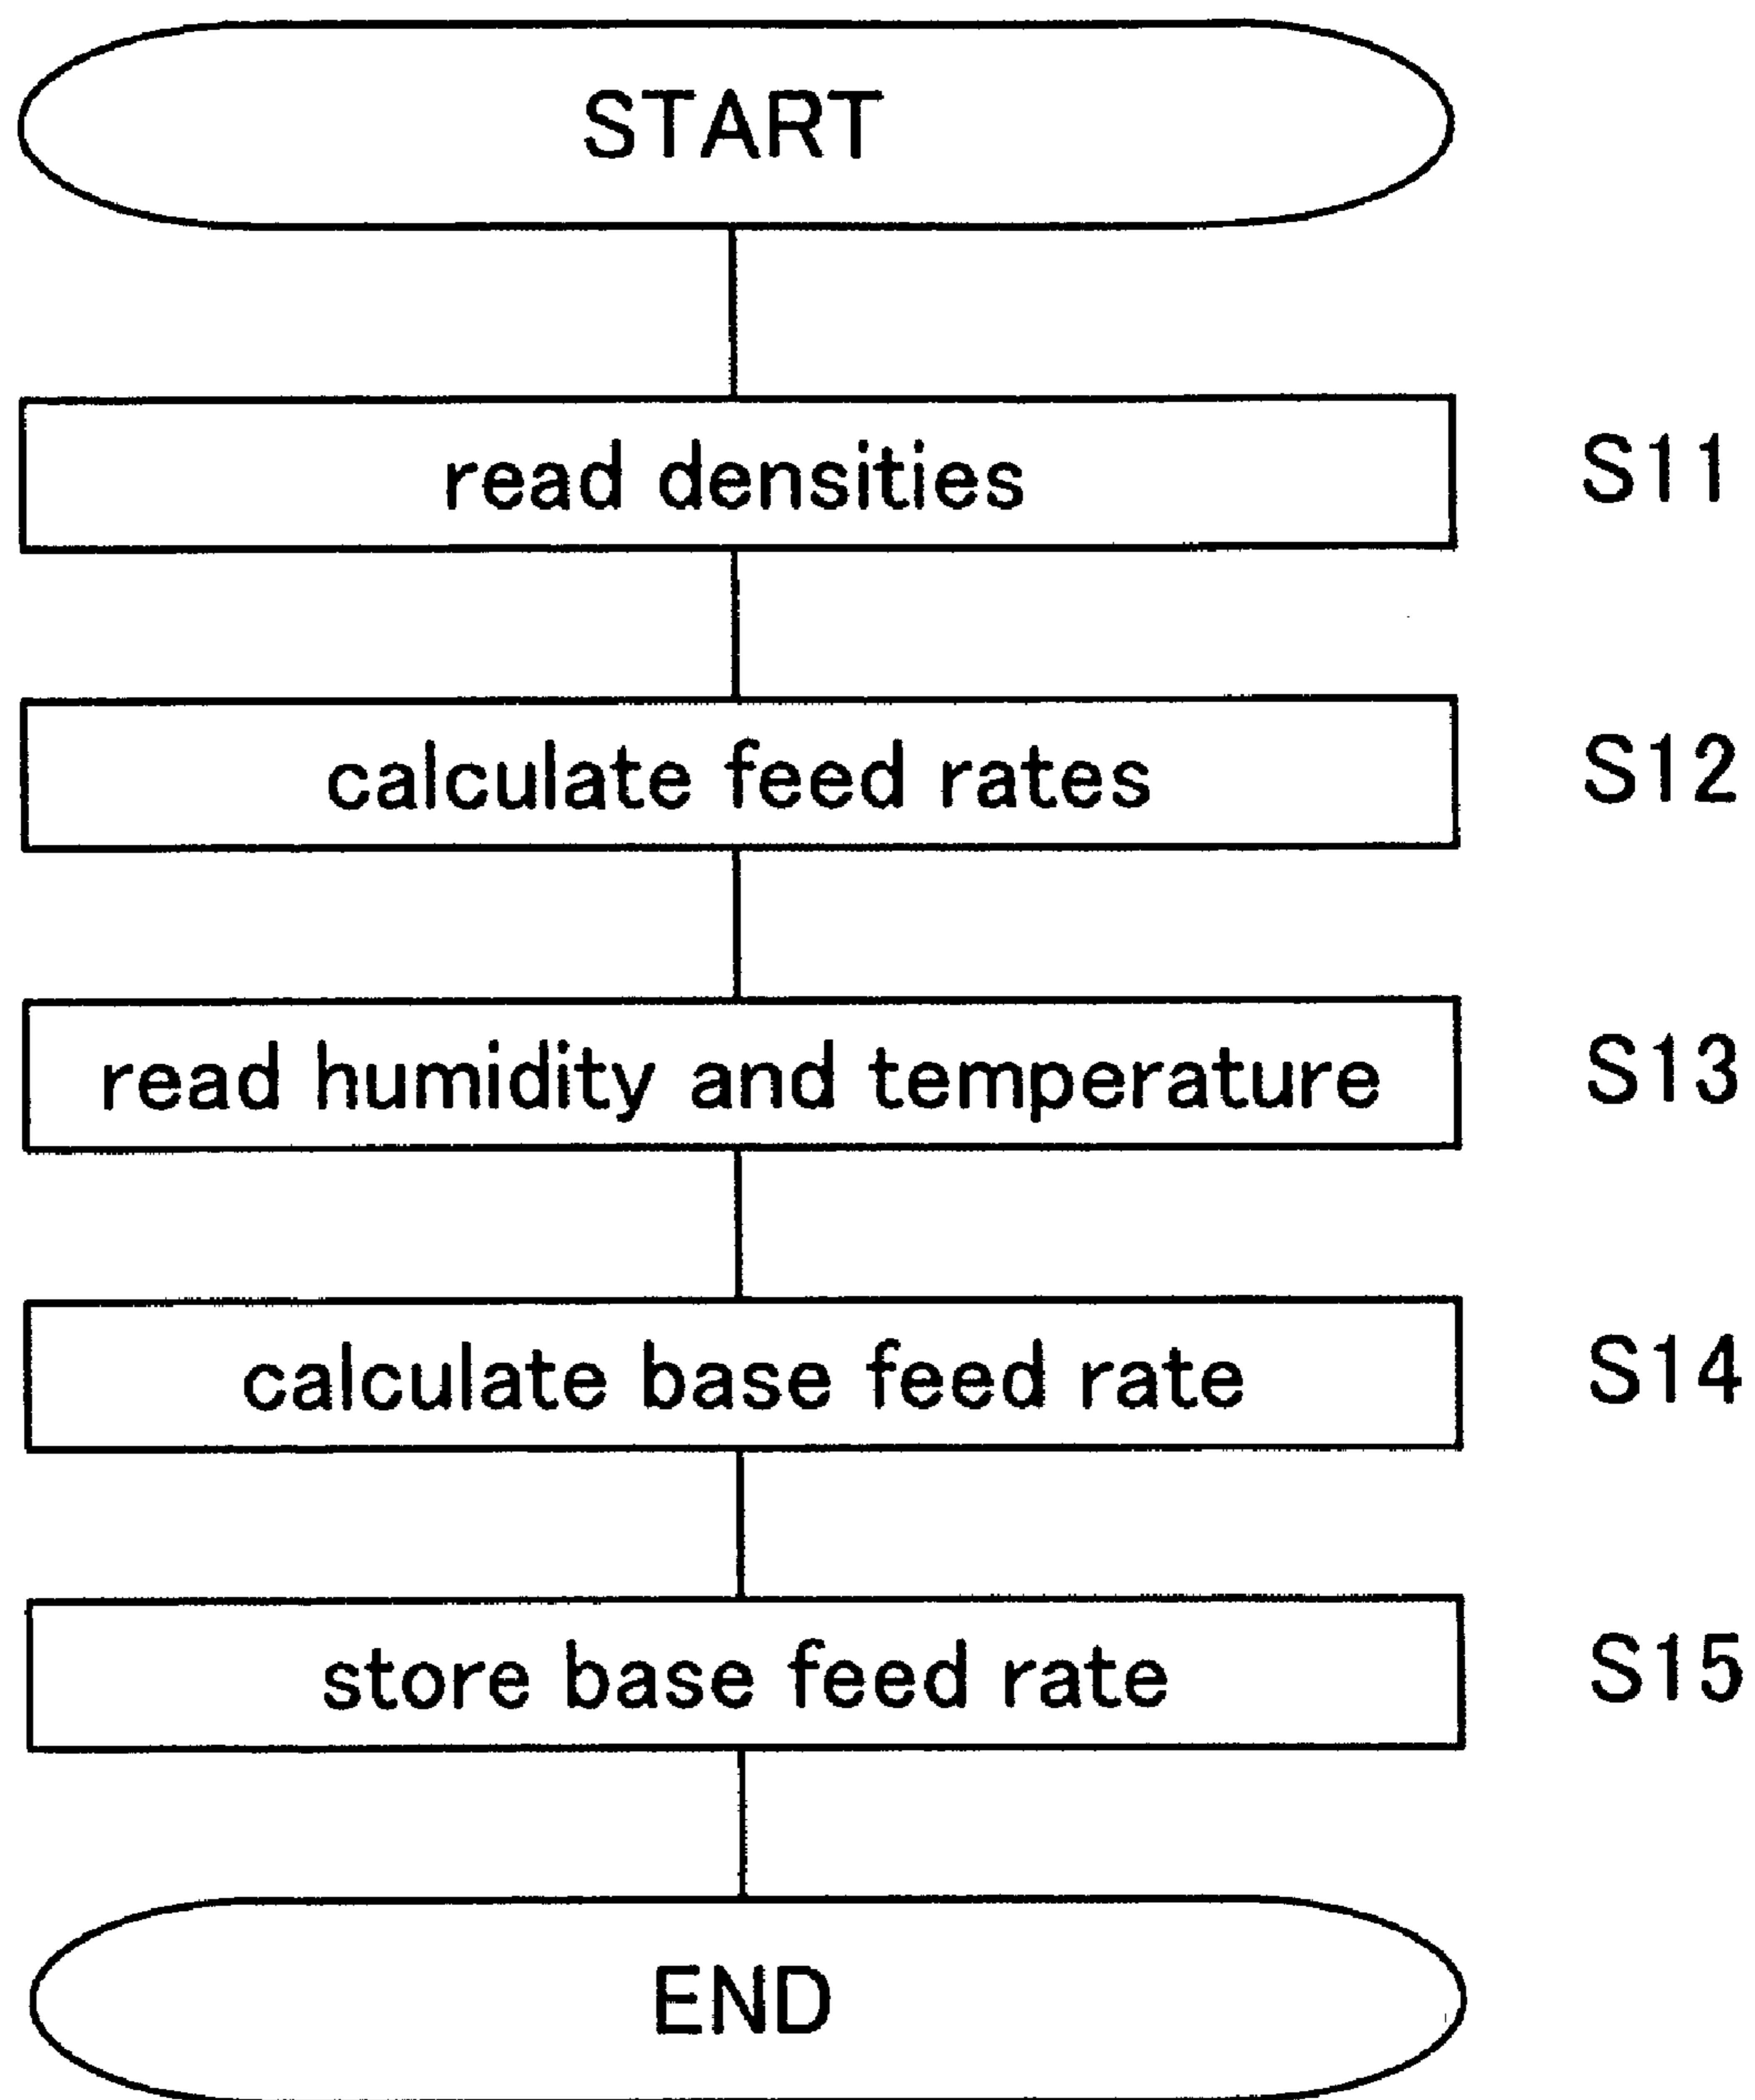 START
read densities S11
calculate feed rates S12
read humidity and temperature S13
calculate base feed rate S14
store base feed rate S15
END